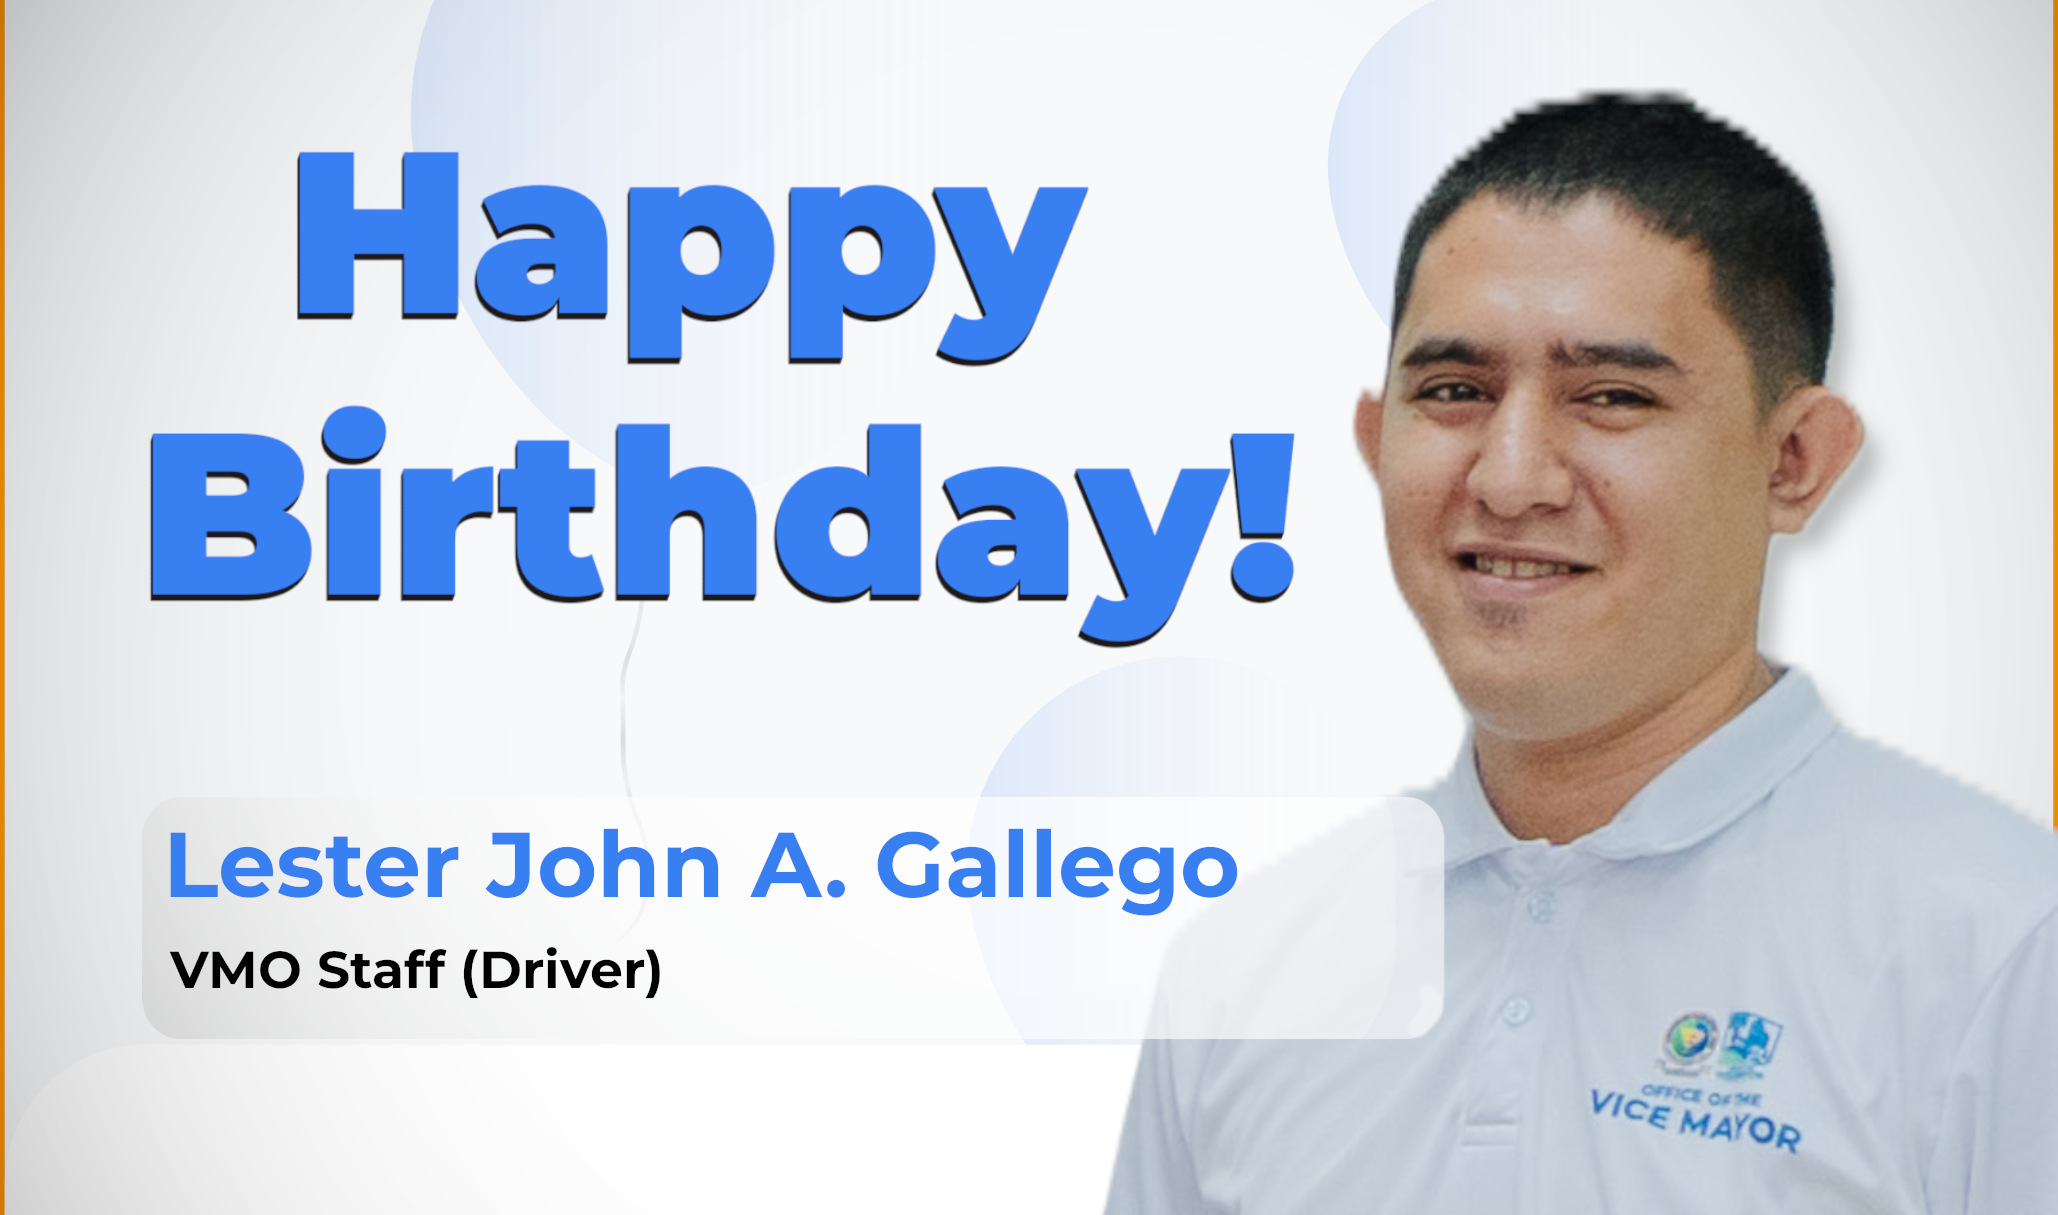 Happy
Birthday!
Lester John A. Gallego
VMO Staff (Driver)
OFFICE OF THE
VICE MAYOR